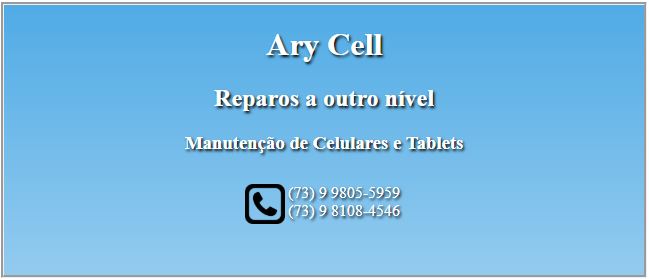 Ary Cell
Reparos a outro nível
Manutenção de Celulares e Tablets
(73) 9 9805-5959
(73) 9 8108-4546